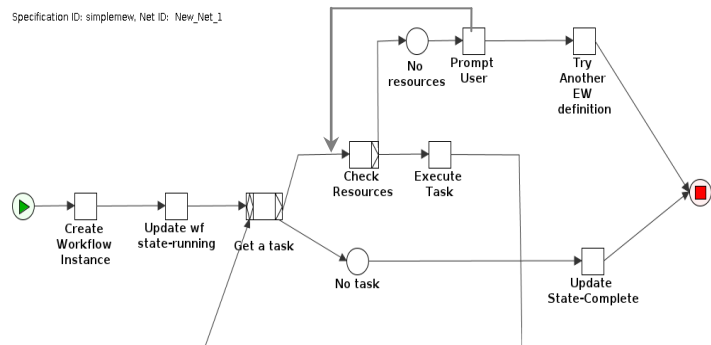 Specification ID: simplemew, Net ID: New_Net_1
No
resources
Prompt
User
Try
Another
EW
definition
Check
Resources
Execute
Task
Create
Workflow
Instance
Update wf
state-running
Get a task
No task
Update
State-Complete